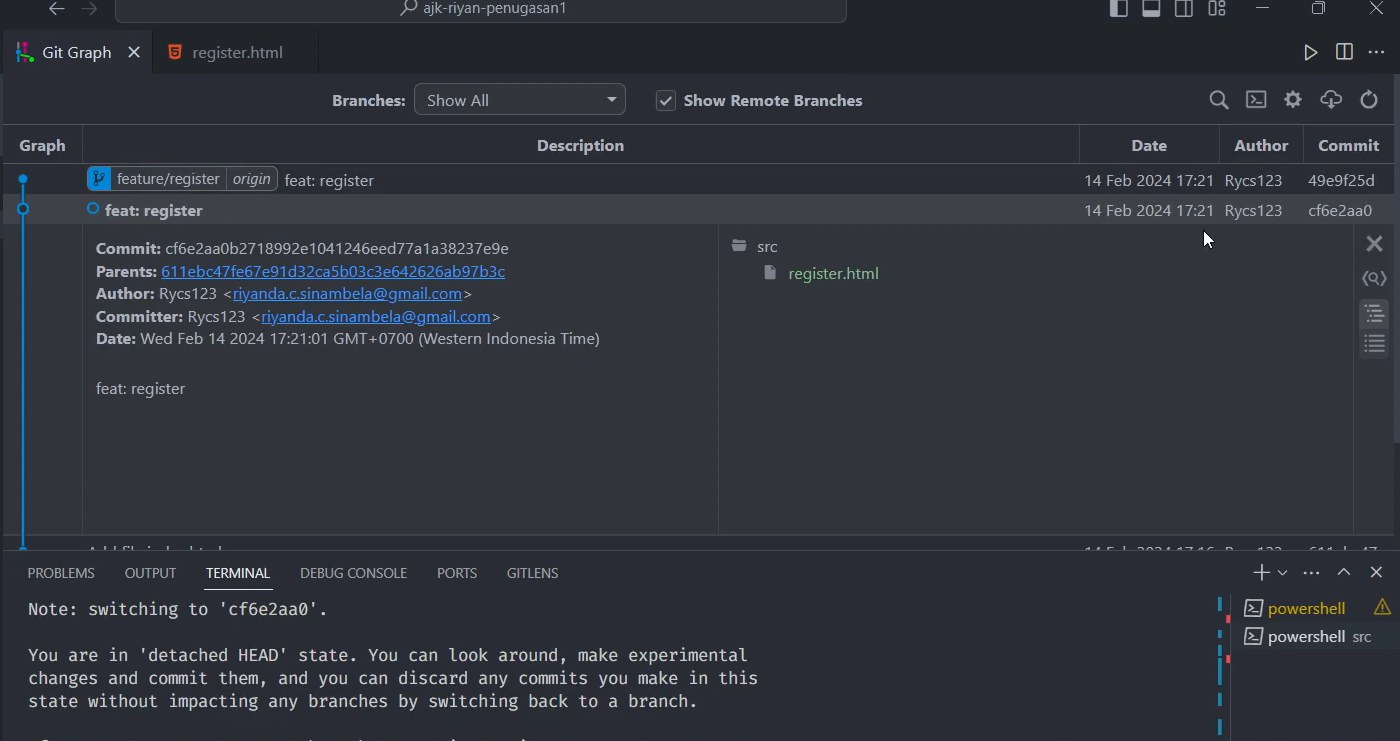 ajk-riyan-penugasan1
Git Graph
register.html
Branches: Show All Show Remote Branches
Graph Description Date Author Commit
feature/register origin feat: register 14 Feb 2024 17:21 Rycs123 49e9f25d
feat: register 14 Feb 2024 17:21 Rycs123 cf6e2aa0
Commit: cf6e2aa0b2718992e1041246eed77a1a38237e9e
Parents: 611ebc47fe67e91d32ca5b03c3e642626ab97b3c
Author: Rycs123 <riyanda.c.sinambela@gmail.com>
Committer: Rycs123 <riyanda.c.sinambela@gmail.com>
Date: Wed Feb 14 2024 17:21:01 GMT+0700 (Western Indonesia Time)
feat: register
src
register.html
PROBLEMS OUTPUT TERMINAL DEBUG CONSOLE PORTS GITLENS
Note: switching to 'cf6e2aa0'.
You are in 'detached HEAD' state. You can look around, make experimental
changes and commit them, and you can discard any commits you make in this
state without impacting any branches by switching back to a branch.
powershell
powershell src